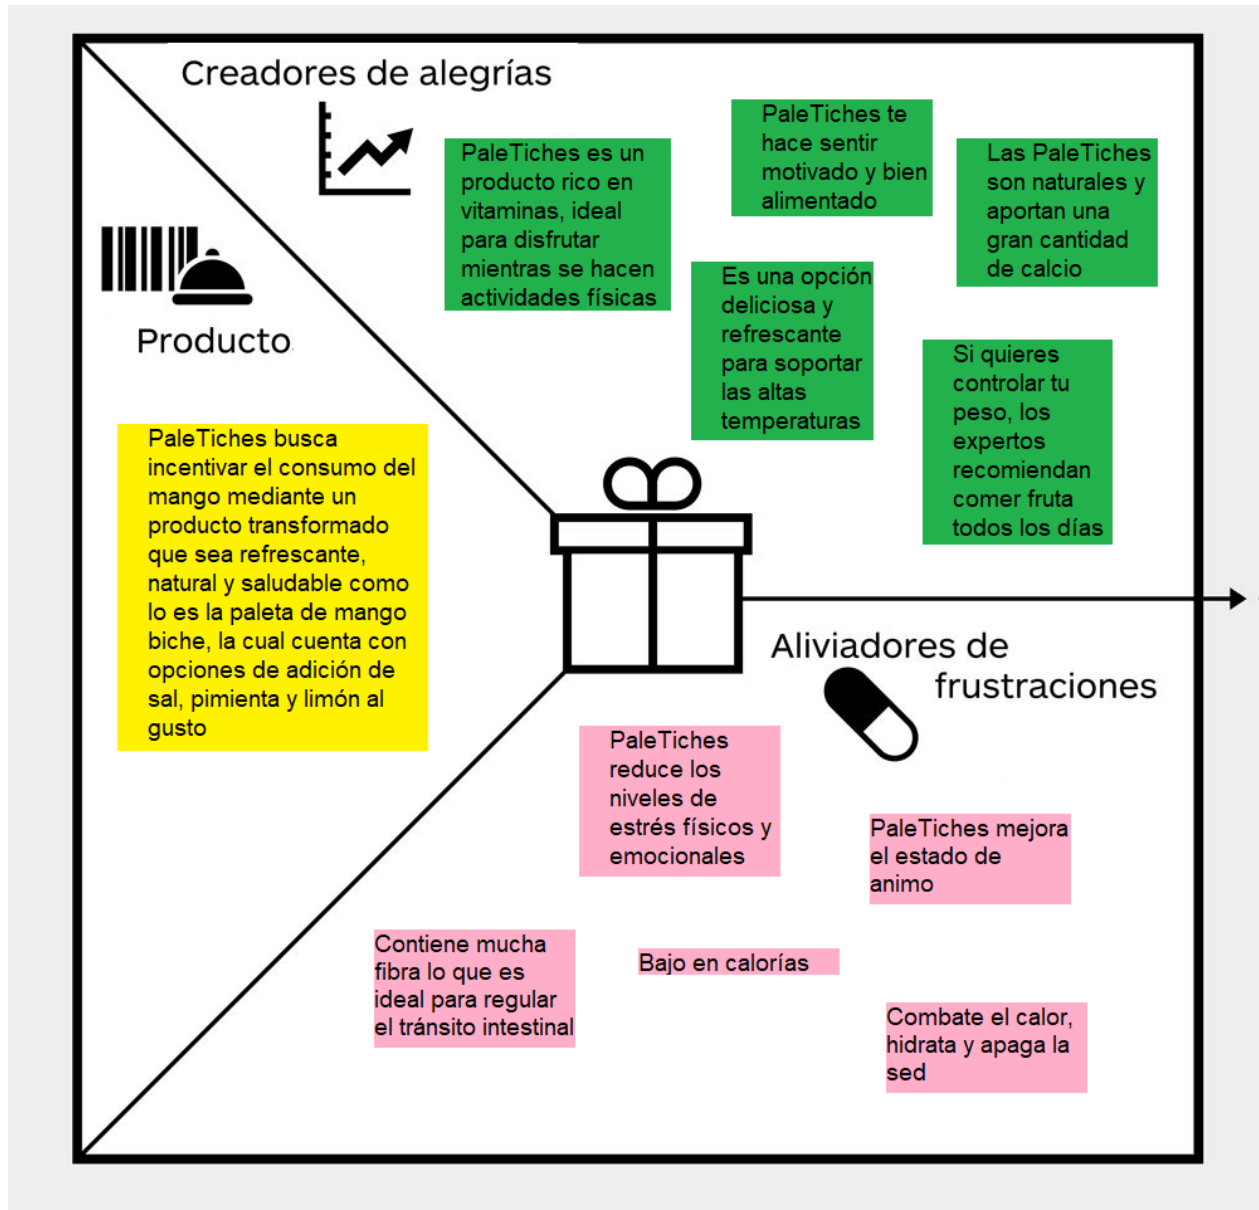 Creadores de alegrías
PaleTiches es un
producto rico en
vitaminas, ideal
para disfrutar
mientras se hacen
actividades físicas
PaleTiches te
hace sentir
motivado y bien
alimentado
Las PaleTiches
son naturales y
aportan una
gran cantidad
de calcio
Es una opción
deliciosa y
refrescante
para soportar
las altas
temperaturas
Si quieres
controlar tu
peso, los
expertos
recomiendan
comer fruta
todos los días
Producto
PaleTiches busca
incentivar el consumo del
mango mediante un
producto transformado
que sea refrescante,
natural y saludable como
lo es la paleta de mango
biche, la cual cuenta con
opciones de adición de
sal, pimienta y limón al
gusto
Aliviadores de
frustraciones
PaleTiches
reduce los
niveles de
estrés físicos y
emocionales
PaleTiches mejora
el estado de
animo
Contiene mucha
fibra lo que es
ideal para regular
el tránsito intestinal
Bajo en calorías
Combate el calor,
hidrata y apaga la
sed